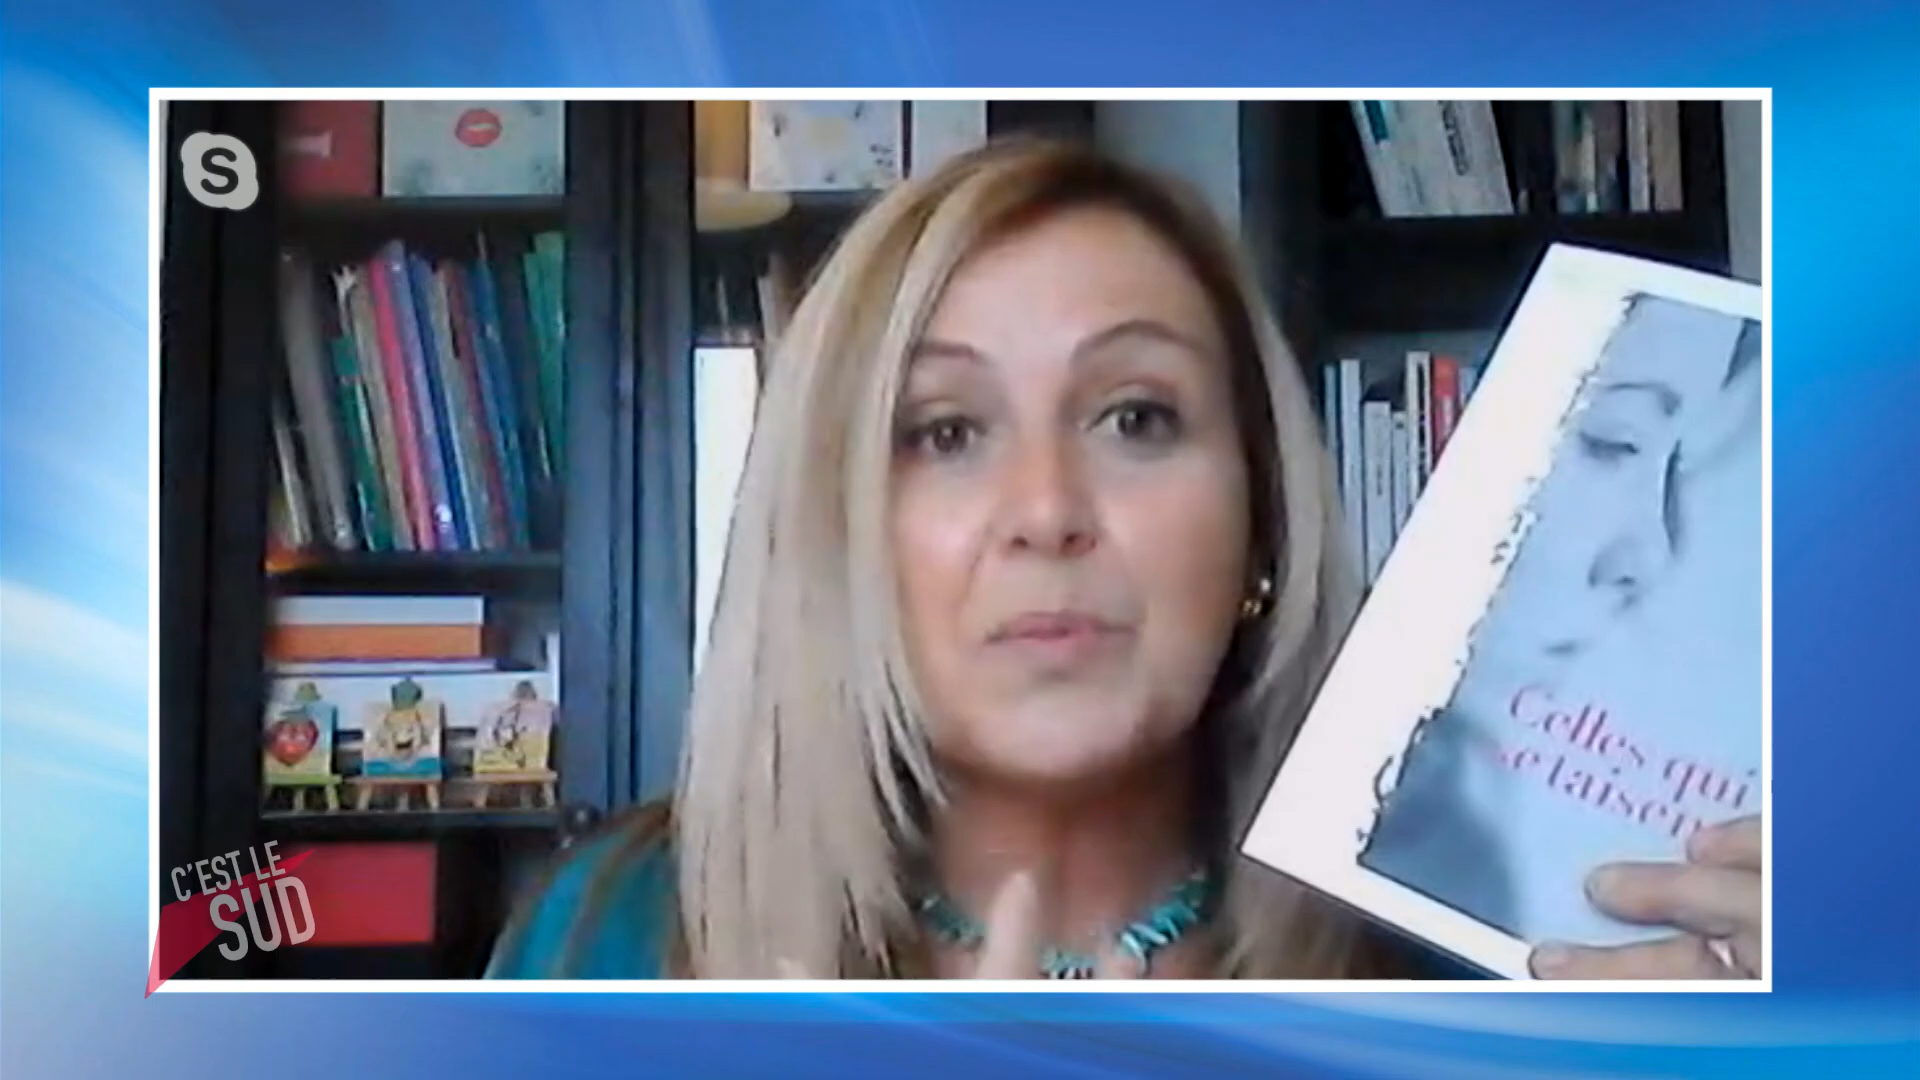 S
C'EST LE
SUD
Celles qui
se taisen